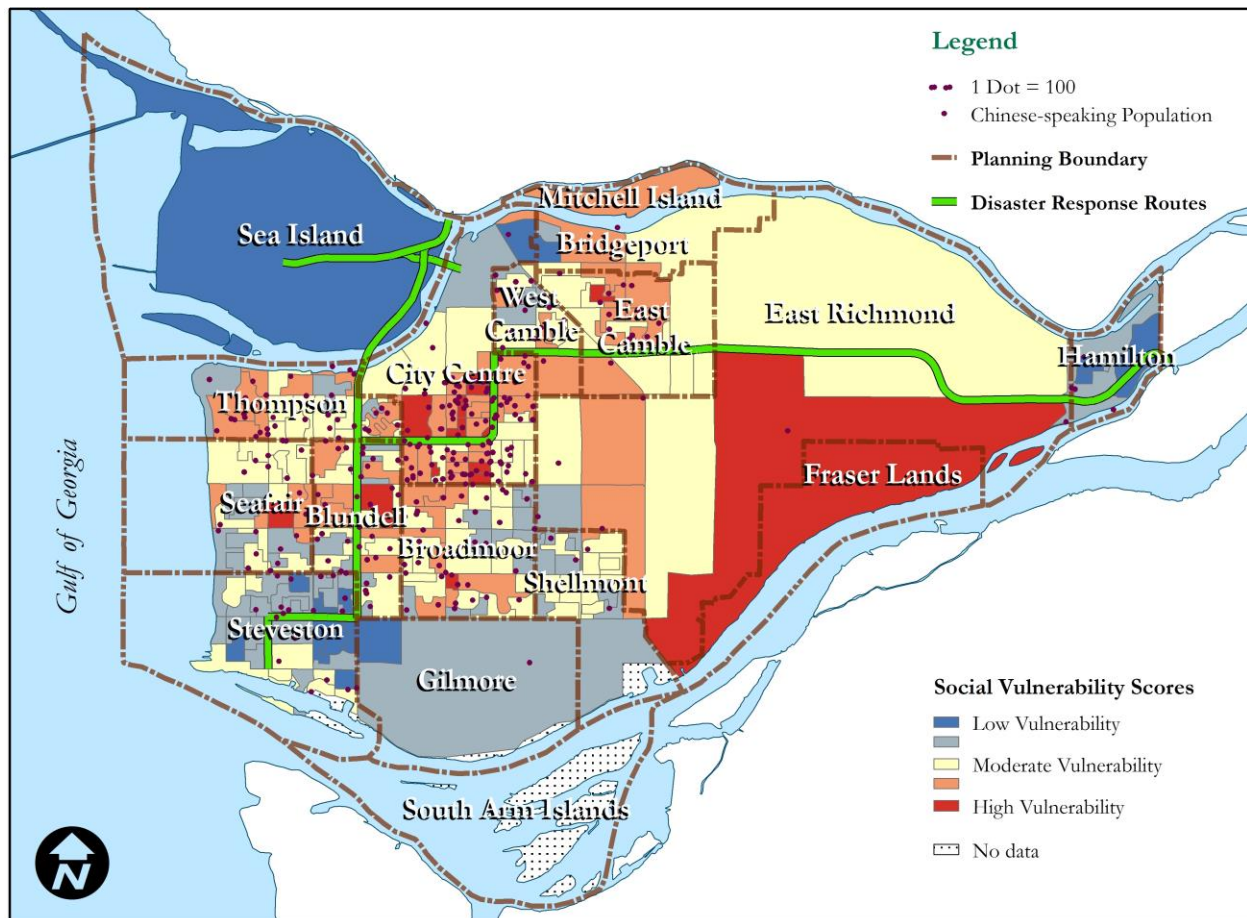 Legend
1 Dot = 100
Chinese-speaking Population
Planning Boundary
Disaster Response Routes
Mitchell Island
Sea Island
Bridgeport
West
Cambie
East
Cambie
East Richmond
Hamilton
City Centre
Thompson
Gulf of Georgia
Fraser Lands
Seafair
Blundell
Broadmoor
Shellmont
Steveston
Gilmore
Social Vulnerability Scores
Low Vulnerability
Moderate Vulnerability
High Vulnerability
No data
South Arm Islands
N